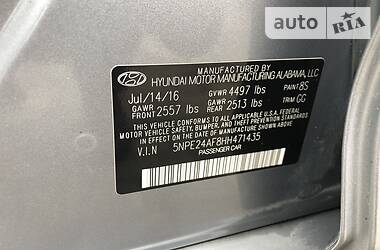 auto RIA
MANUFACTURED BY
HYUNDAI MOTOR MANUFACTURING ALABAMA, LLC
Jul/14/16 GVWR 4497 lbs PAINT 8S
GAWR FRONT 2557 lbs GAWR REAR 2513 lbs TRIM GG
THIS VEHICLE CONFORMS TO ALL APPLICABLE U.S.A. FEDERAL
MOTOR VEHICLE SAFETY, BUMPER, AND THEFT PREVENTION STANDARDS
IN EFFECT ON THE DATE OF MANUFACTURE SHOWN ABOVE.
V.I.N 5NPE24AF8HH471435
PASSENGER CAR